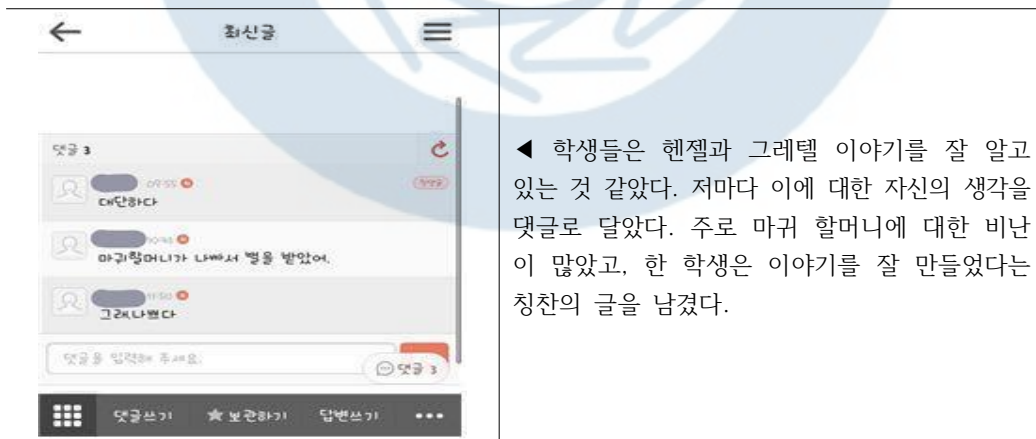 최신글
댓글 3
09:55
대단하다
마귀할머니가 나빠서 벌을 받았어.
그래나빴다
댓글을 입력해 주세요.
댓글 3
댓글쓰기 ★보관하기 답변쓰기
◀ 학생들은 헨젤과 그레텔 이야기를 잘 알고
있는 것 같았다. 저마다 이에 대한 자신의 생각을
댓글로 달았다. 주로 마귀 할머니에 대한 비난
이 많았고, 한 학생은 이야기를 잘 만들었다는
칭찬의 글을 남겼다.